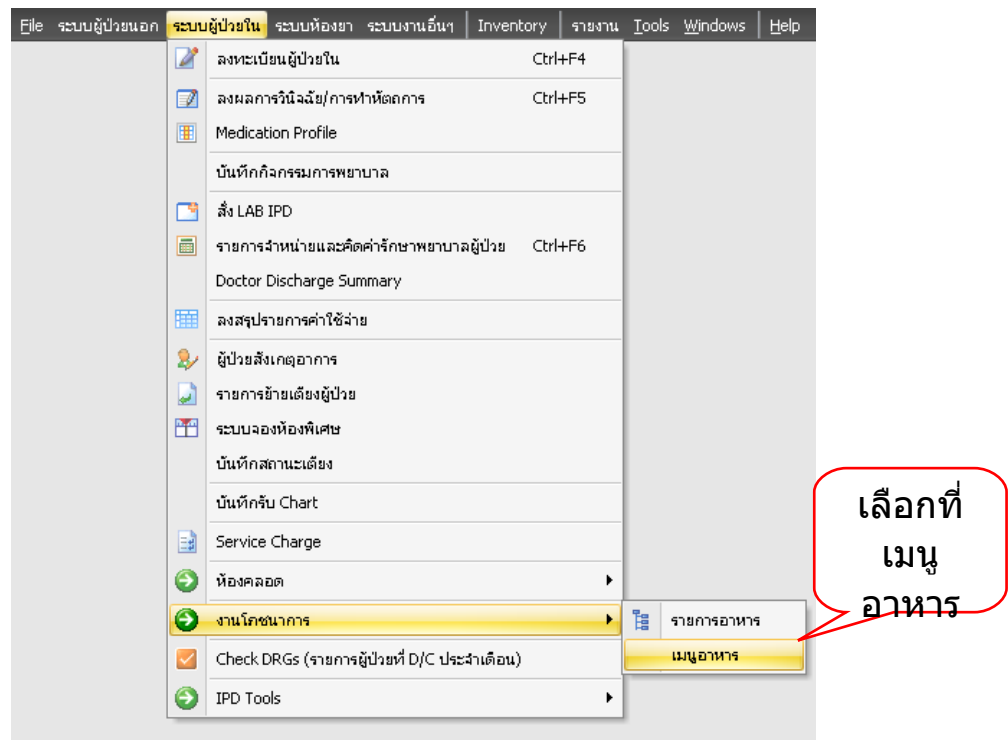 File ระบบผู้ป่วยนอก ระบบผู้ป่วยใน ระบบห้องยา ระบบงานอื่นๆ Inventory รายงาน Tools Windows Help
ลงทะเบียนผู้ป่วยใน Ctrl+F4
ลงผลการวินิจฉัย/การทำหัตถการ Ctrl+F5
Medication Profile
บันทึกกิจกรรมการพยาบาล
สั่ง LAB IPD
รายการจำหน่ายและคิดค่ารักษาพยาบาลผู้ป่วย Ctrl+F6
Doctor Discharge Summary
ลงสรุปรายการค่าใช้จ่าย
ผู้ป่วยสังเกตุอาการ
รายการย้ายเตียงผู้ป่วย
ระบบจองห้องพิเศษ
บันทึกสถานะเตียง
บันทึกรับ Chart
Service Charge
ห้องคลอด
งานโภชนาการ
รายการอาหาร
เมนูอาหาร
Check DRGs (รายการผู้ป่วยที่ D/C ประจำเดือน)
IPD Tools
เลือกที่
เมนู
อาหาร